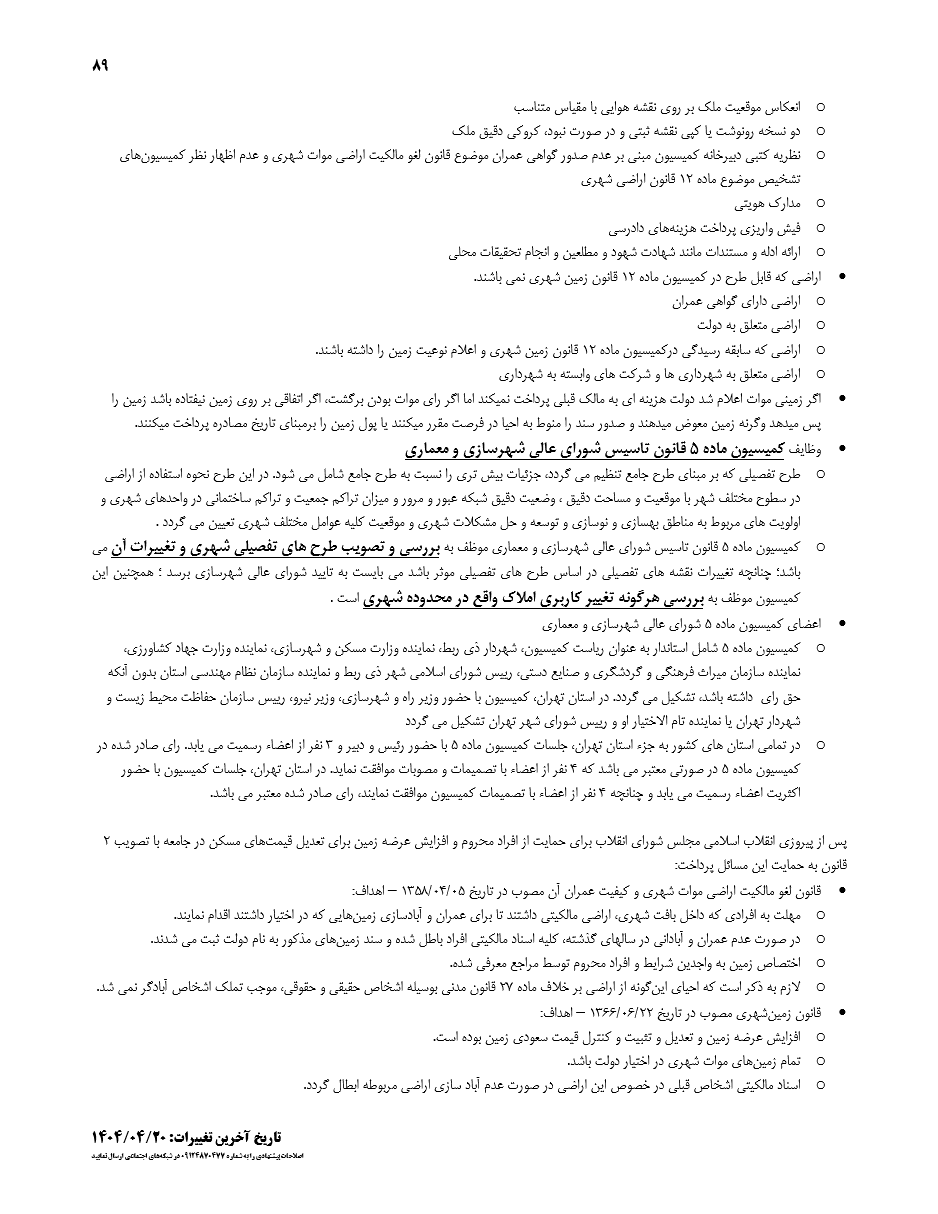 ۸۹
o انعکاس موقعیت ملک بر روی نقشه هوایی با مقیاس متناسب
o دو نسخه رونوشت یا کپی نقشه ثبتی و در صورت نبود، کروکی دقیق ملک
o نظریه کتبی دبیرخانه کمیسیون مبنی بر عدم صدور گواهی عمران موضوع قانون لغو مالکیت اراضی موات شهری و عدم اظهار نظر کمیسیون‌های
تشخیص موضوع ماده ۱۲ قانون اراضی شهری
o مدارک هویتی
o فیش واریزی پرداخت هزینه‌های دادرسی
o ارائه ادله و مستندات مانند شهادت شهود و مطلعین و انجام تحقیقات محلی
• اراضی که قابل طرح در کمیسیون ماده ۱۲ قانون زمین شهری نمی باشند.
o اراضی دارای گواهی عمران
o اراضی متعلق به دولت
o اراضی که سابقه رسیدگی درکمیسیون ماده ۱۲ قانون زمین شهری و اعلام نوعیت زمین را داشته باشند.
o اراضی متعلق به شهرداری ها و شرکت های وابسته به شهرداری
• اگر زمینی موات اعلام شد دولت هزینه ای به مالک قبلی پرداخت نمیکند اما اگر رای موات بودن برگشت، اگر اتفاقی بر روی زمین نیفتاده باشد زمین را
پس میدهد وگرنه زمین معوض میدهند و صدور سند را منوط به احیا در فرصت مقرر میکنند یا پول زمین را برمبنای تاریخ مصادره پرداخت میکنند.
• وظایف کمیسیون ماده ۵ قانون تاسیس شورای عالی شهرسازی و معماری
o طرح تفصیلی که بر مبنای طرح جامع تنظیم می گردد، جزئیات بیش تری را نسبت به طرح جامع شامل می شود. در این طرح نحوه استفاده از اراضی
در سطوح مختلف شهر با موقعیت و مساحت دقیق ، وضعیت دقیق شبکه عبور و مرور و میزان تراکم جمعیت و تراکم ساختمانی در واحدهای شهری و
اولویت های مربوط به مناطق بهسازی و نوسازی و توسعه و حل مشکلات شهری و موقعیت کلیه عوامل مختلف شهری تعیین می گردد .
o کمیسیون ماده ۵ قانون تاسیس شورای عالی شهرسازی و معماری موظف به بررسی و تصویب طرح های تفصیلی شهری و تغییرات آن می
باشد؛ چنانچه تغییرات نقشه های تفصیلی در اساس طرح های تفصیلی موثر باشد می بایست به تایید شورای عالی شهرسازی برسد ؛ همچنین این
کمیسیون موظف به بررسی هرگونه تغییر کاربری املاک واقع در محدوده شهری است .
• اعضای کمیسیون ماده ۵ شورای عالی شهرسازی و معماری
o کمیسیون ماده ۵ شامل استاندار به عنوان ریاست کمیسیون، شهردار ذی ربط، نماینده وزارت مسکن و شهرسازی، نماینده وزارت جهاد کشاورزی،
نماینده سازمان میراث فرهنگی و گردشگری و صنایع دستی، رییس شورای اسلامی شهر ذی ربط و نماینده سازمان نظام مهندسی استان بدون آنکه
حق رای داشته باشد، تشکیل می گردد. در استان تهران، کمیسیون با حضور وزیر راه و شهرسازی، وزیر نیرو، رییس سازمان حفاظت محیط زیست و
شهردار تهران یا نماینده تام الاختیار او و رییس شورای شهر تهران تشکیل می گردد
o در تمامی استان های کشور به جزء استان تهران، جلسات کمیسیون ماده ۵ با حضور رئیس و دبیر و ۳ نفر از اعضاء رسمیت می یابد. رای صادر شده در
کمیسیون ماده ۵ در صورتی معتبر می باشد که ۴ نفر از اعضاء با تصمیمات و مصوبات موافقت نماید. در استان تهران، جلسات کمیسیون با حضور
اکثریت اعضاء رسمیت می یابد و چنانچه ۴ نفر از اعضاء با تصمیمات کمیسیون موافقت نمایند، رای صادر شده معتبر می باشد.
پس از پیروزی انقلاب اسلامی مجلس شورای انقلاب برای حمایت از افراد محروم و افزایش عرضه زمین برای تعدیل قیمت‌های مسکن در جامعه با تصویب ۲
قانون به حمایت این مسائل پرداخت:
• قانون لغو مالکیت اراضی موات شهری و کیفیت عمران آن مصوب در تاریخ ۱۳۵۸/۰۴/۰۵ – اهداف:
o مهلت به افرادی که داخل بافت شهری، اراضی مالکیتی داشتند تا برای عمران و آبادسازی زمین‌هایی که در اختیار داشتند اقدام نمایند.
o در صورت عدم عمران و آبادانی در سالهای گذشته، کلیه اسناد مالکیتی افراد باطل شده و سند زمین‌های مذکور به نام دولت ثبت می شدند.
o اختصاص زمین به واجدین شرایط و افراد محروم توسط مراجع معرفی شده.
o لازم به ذکر است که احیای این‌گونه از اراضی بر خلاف ماده ۲۷ قانون مدنی بوسیله اشخاص حقیقی و حقوقی، موجب تملک اشخاص آبادگر نمی شد.
• قانون زمین‌شهری مصوب در تاریخ ۱۳۶۶/۰۶/۲۲ – اهداف:
o افزایش عرضه زمین و تعدیل و تثبیت و کنترل قیمت سعودی زمین بوده است.
o تمام زمین‌های موات شهری در اختیار دولت باشد.
o اسناد مالکیتی اشخاص قبلی در خصوص این اراضی در صورت عدم آباد سازی اراضی مربوطه ابطال گردد.
تاریخ آخرین تغییرات: ۱۴۰۴/۰۴/۲۰
اصلاحات پیشنهادی را به شماره ۰۹۱۲۴۸۷۰۴۷۷ در شبکه‌های اجتماعی ارسال نمایید